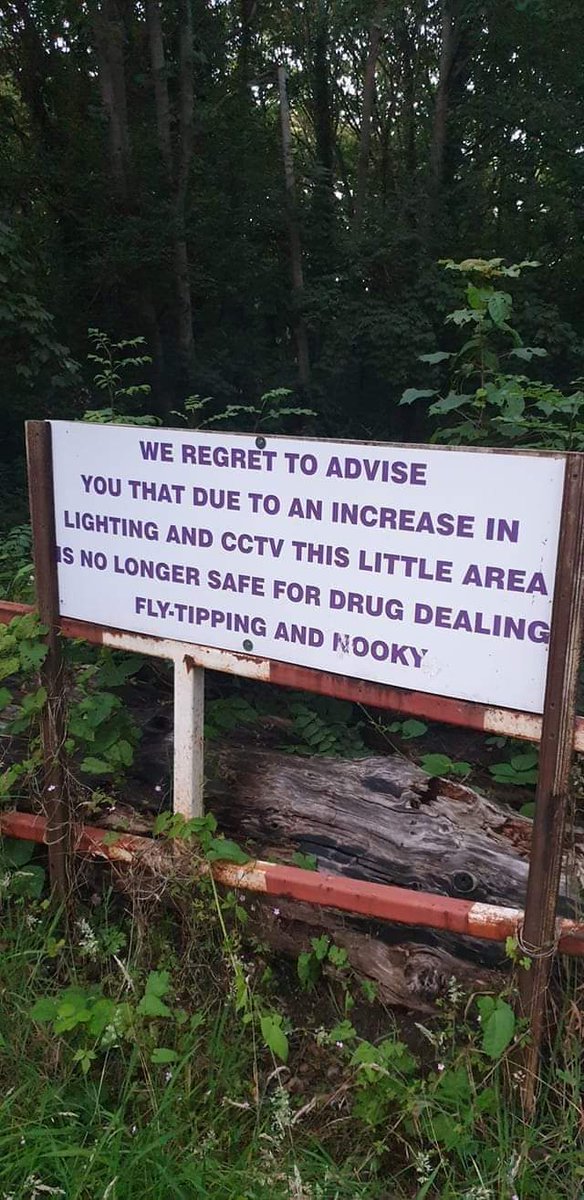 WE REGRET TO ADVISE
YOU THAT DUE TO AN INCREASE IN
LIGHTING AND CCTV THIS LITTLE AREA
IS NO LONGER SAFE FOR DRUG DEALING
FLY-TIPPING AND NOOKY